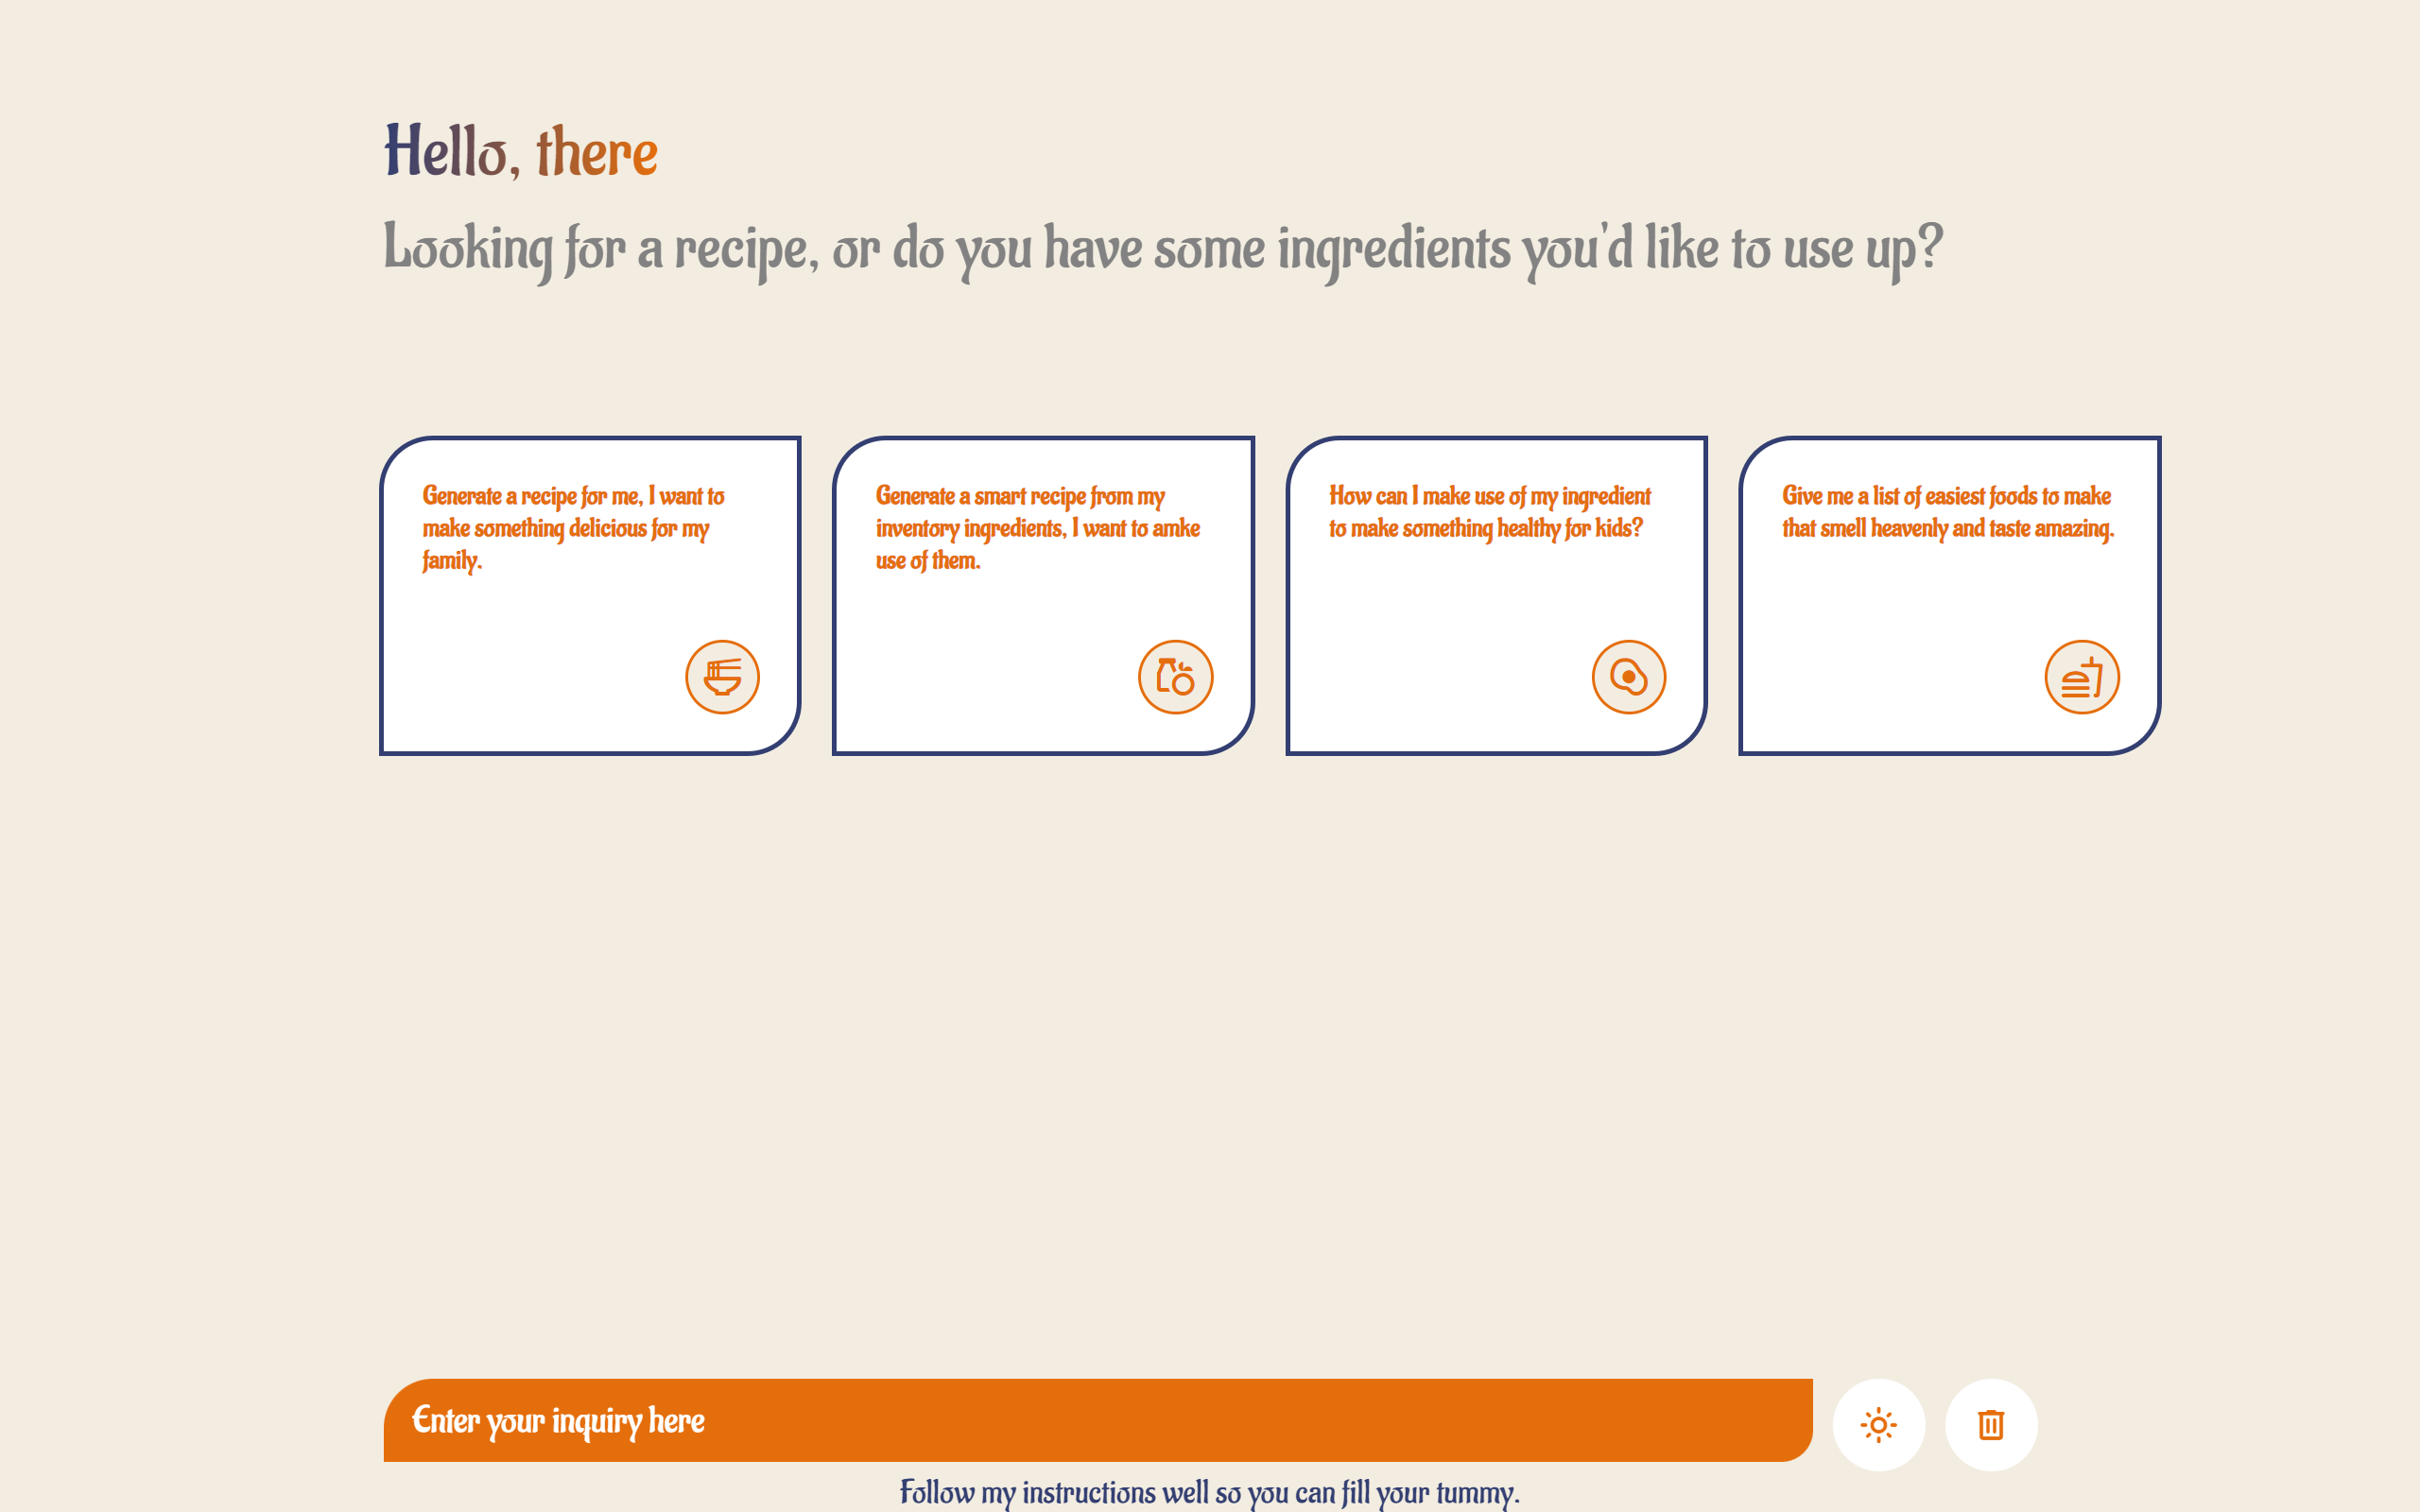 Hello, there
Looking for a recipe, or do you have some ingredients you'd like to use up?
Generate a recipe for me, I want to
make something delicious for my
family.
Generate a smart recipe from my
inventory ingredients, I want to amke
use of them.
How can I make use of my ingredient
to make something healthy for kids?
Give me a list of easiest foods to make
that smell heavenly and taste amazing.
Enter your inquiry here
Follow my instructions well so you can fill your tummy.